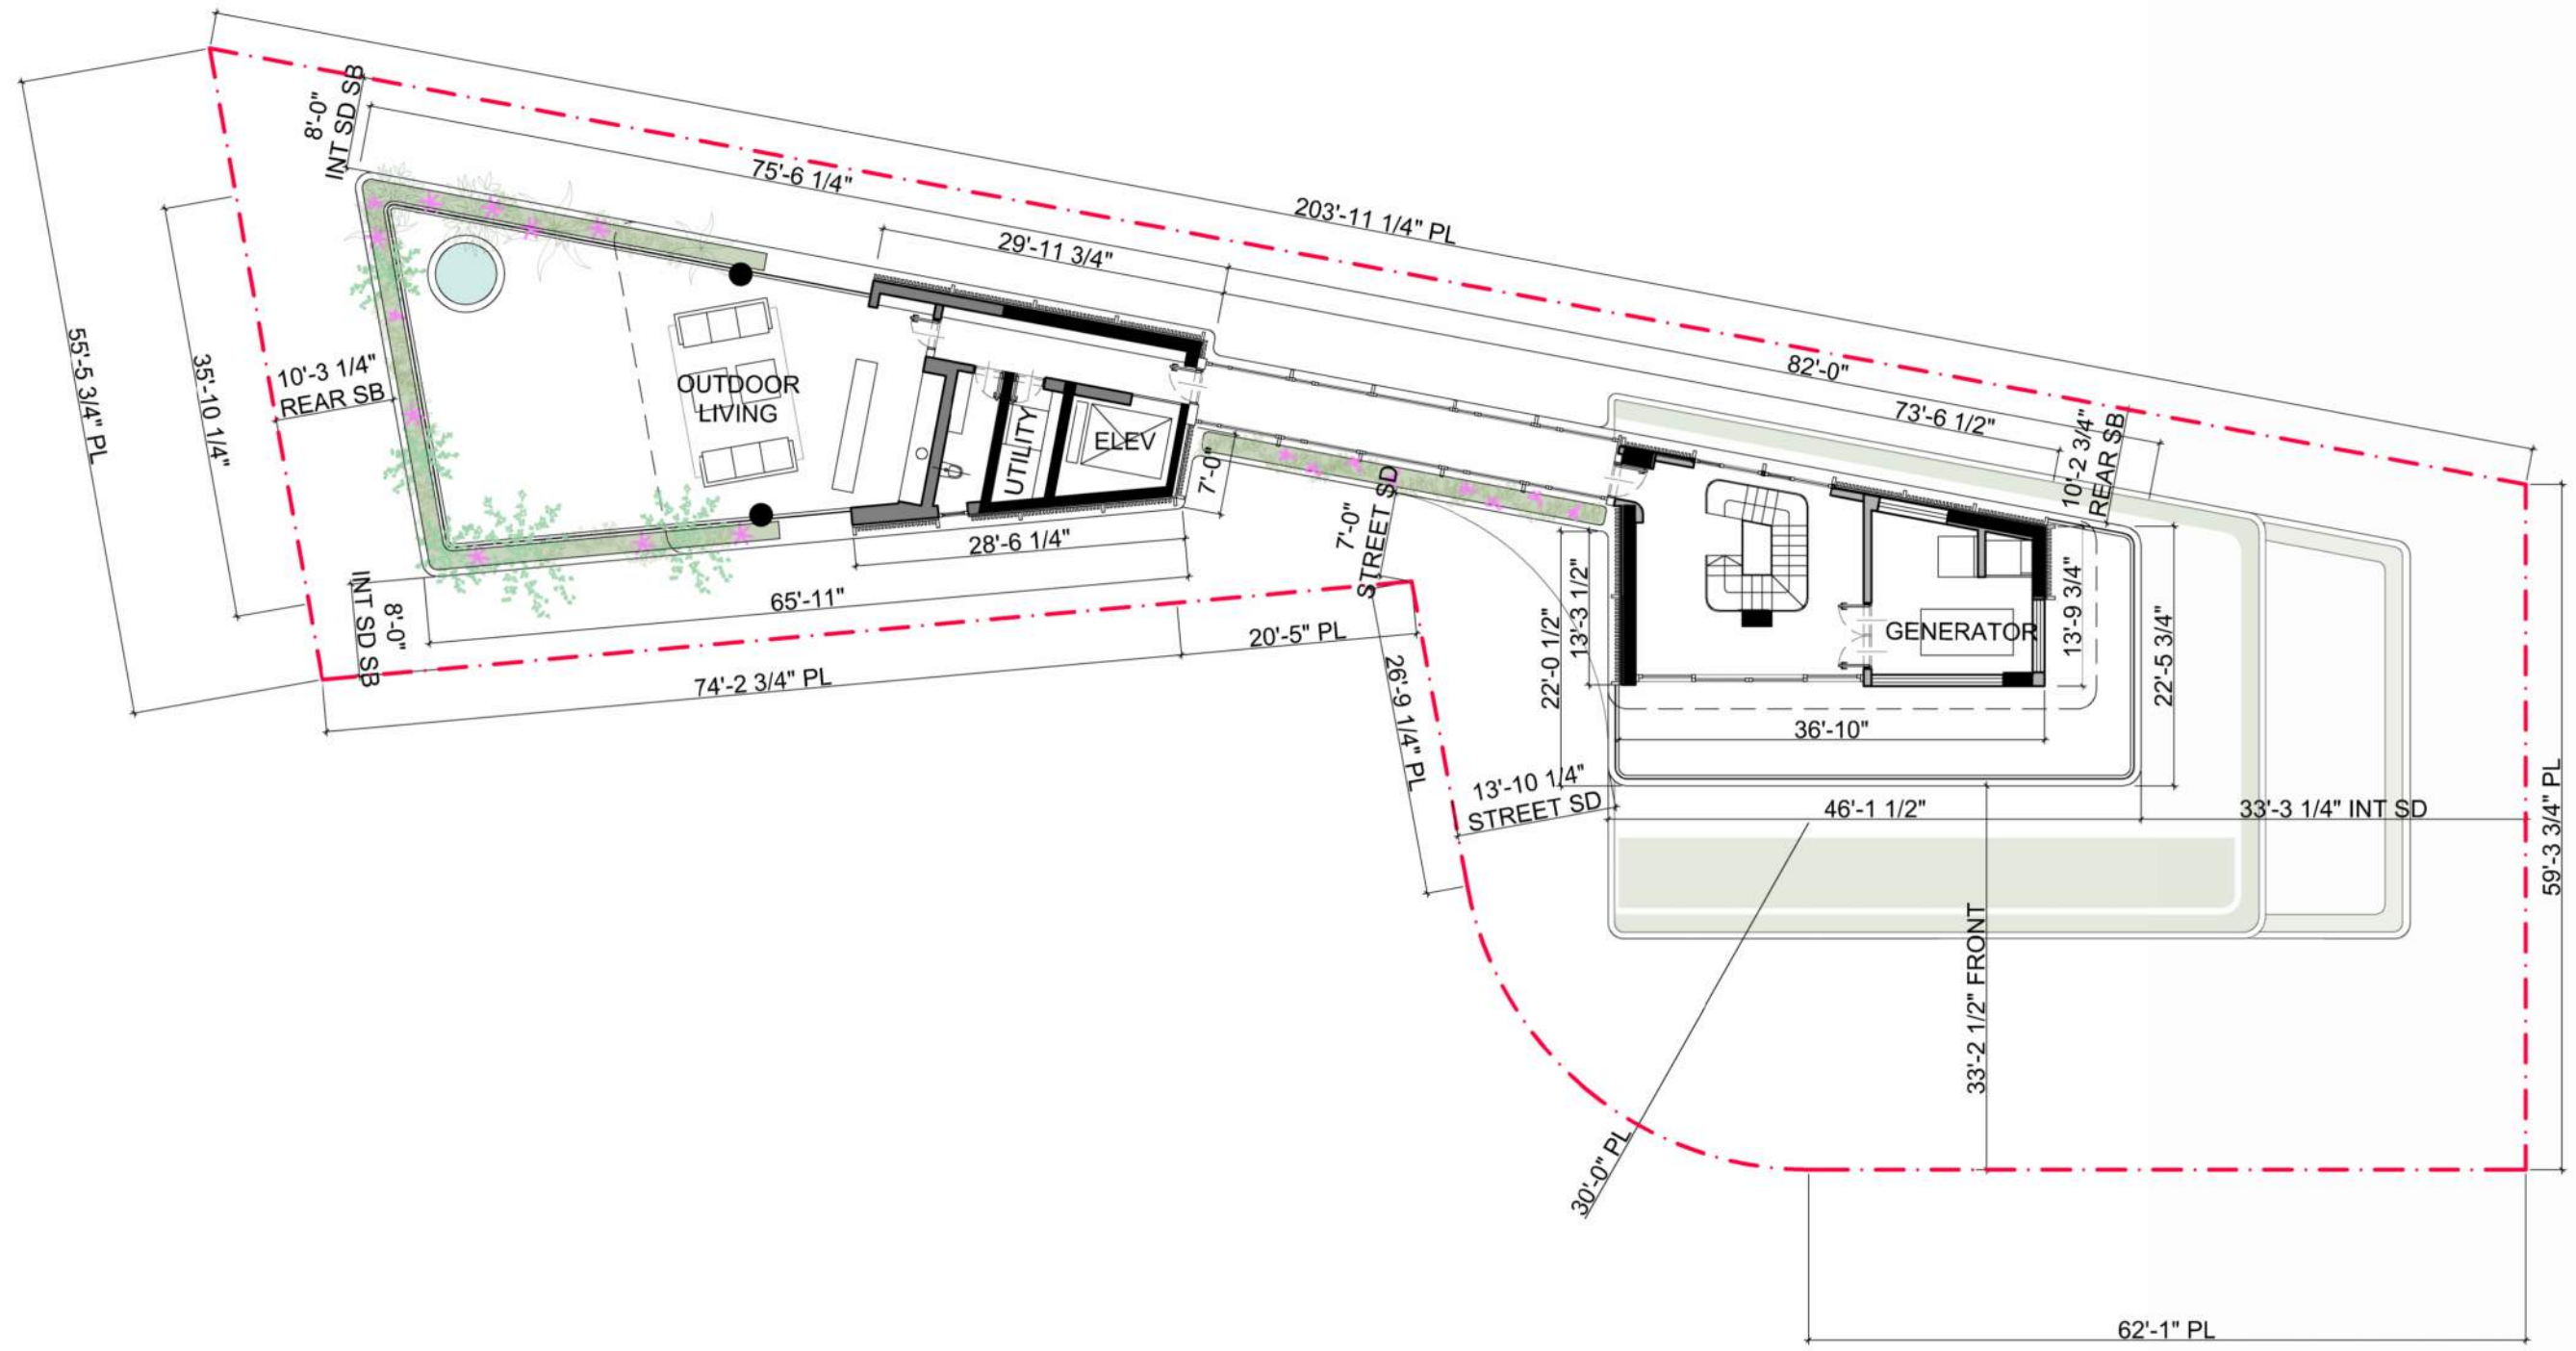 8'-0"
INT SD SB
75'-6 1/4"
203'-11 1/4" PL
29'-11 3/4"
55'-5 3/4" PL
35'-10 1/4"
10'-3 1/4"
REAR SB
OUTDOOR
LIVING
UTILITY
ELEV
7'-0"
82'-0"
73'-6 1/2"
10'-2 3/4"
REAR SB
7'-0"
STREET SD
28'-6 1/4"
65'-11"
INT SD SB
8'-0"
74'-2 3/4" PL
20'-5" PL
26'-9 1/4" PL
22'-0 1/2"
13'-3 1/2"
GENERATOR
13'-9 3/4"
22'-5 3/4"
36'-10"
13'-10 1/4"
STREET SD
46'-1 1/2"
33'-3 1/4" INT SD
59'-3 3/4" PL
33'-2 1/2" FRONT
30'-0" PL
62'-1" PL